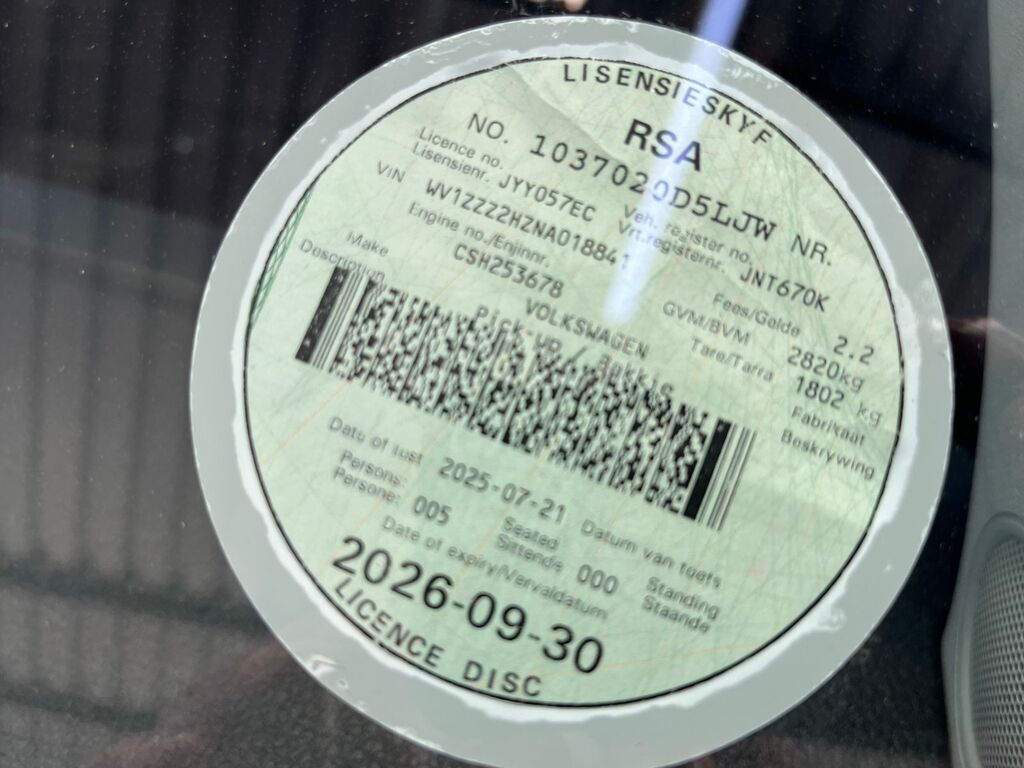 LISENSIESKYF
RSA
NO. 1037020D5LJW NR.
Licence no. Veh. register no.
Lisensienr. JYY057EC Vrt.registernr. JNT670K
VIN WV1ZZZ2HZNA018841 Fees/Gelde 2.2
Engine no./Enjinnr. GVM/BVM 2820kg
CSH253678 Tare/Tarra 1802 kg
Make VOLKSWAGEN Fabrikaat
Description Pick-up/ Beskrywing
Date of test 2025-07-21 Datum van toets
Persons: Seated Standing
Persone: 005 Sittende 000 Staande
Date of expiry/Vervaldatum
2026-09-30
LICENCE DISC